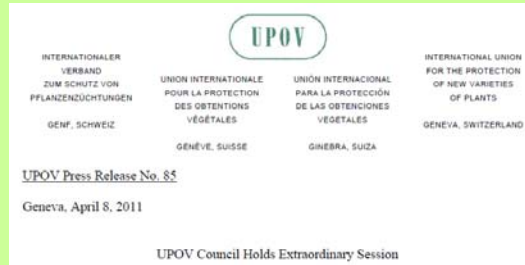 UPOV
INTERNATIONALER
VERBAND
ZUM SCHUTZ VON
PFLANZENZÜCHTUNGEN
GENF, SCHWEIZ
UNION INTERNATIONALE
POUR LA PROTECTION
DES OBTENTIONS
VÉGÉTALES
GENÈVE, SUISSE
UNIÓN INTERNACIONAL
PARA LA PROTECCIÓN
DE LAS OBTENCIONES
VEGETALES
GINEBRA, SUIZA
INTERNATIONAL UNION
FOR THE PROTECTION
OF NEW VARIETIES
OF PLANTS
GENEVA, SWITZERLAND
UPOV Press Release No. 85
Geneva, April 8, 2011
UPOV Council Holds Extraordinary Session